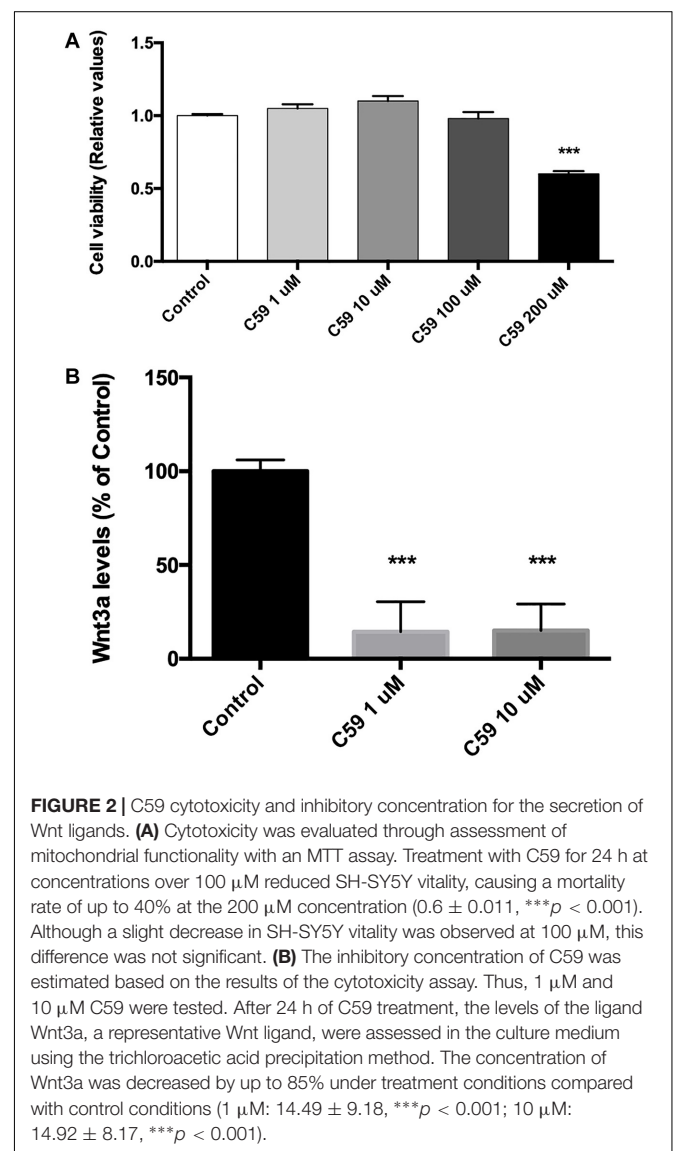 A
Cell viability (Relative values)
1.5
1.0
0.5
0.0
***
Control
C59 1 uM
C59 10 uM
C59 100 uM
C59 200 uM
B
Wnt3a levels (% of Control)
150
100
50
0
***
***
Control
C59 1 uM
C59 10 uM
FIGURE 2 | C59 cytotoxicity and inhibitory concentration for the secretion of
Wnt ligands. (A) Cytotoxicity was evaluated through assessment of
mitochondrial functionality with an MTT assay. Treatment with C59 for 24 h at
concentrations over 100 μM reduced SH-SY5Y vitality, causing a mortality
rate of up to 40% at the 200 μM concentration (0.6 ± 0.011, ***p < 0.001).
Although a slight decrease in SH-SY5Y vitality was observed at 100 μM, this
difference was not significant. (B) The inhibitory concentration of C59 was
estimated based on the results of the cytotoxicity assay. Thus, 1 μM and
10 μM C59 were tested. After 24 h of C59 treatment, the levels of the ligand
Wnt3a, a representative Wnt ligand, were assessed in the culture medium
using the trichloroacetic acid precipitation method. The concentration of
Wnt3a was decreased by up to 85% under treatment conditions compared
with control conditions (1 μM: 14.49 ± 9.18, ***p < 0.001; 10 μM:
14.92 ± 8.17, ***p < 0.001).